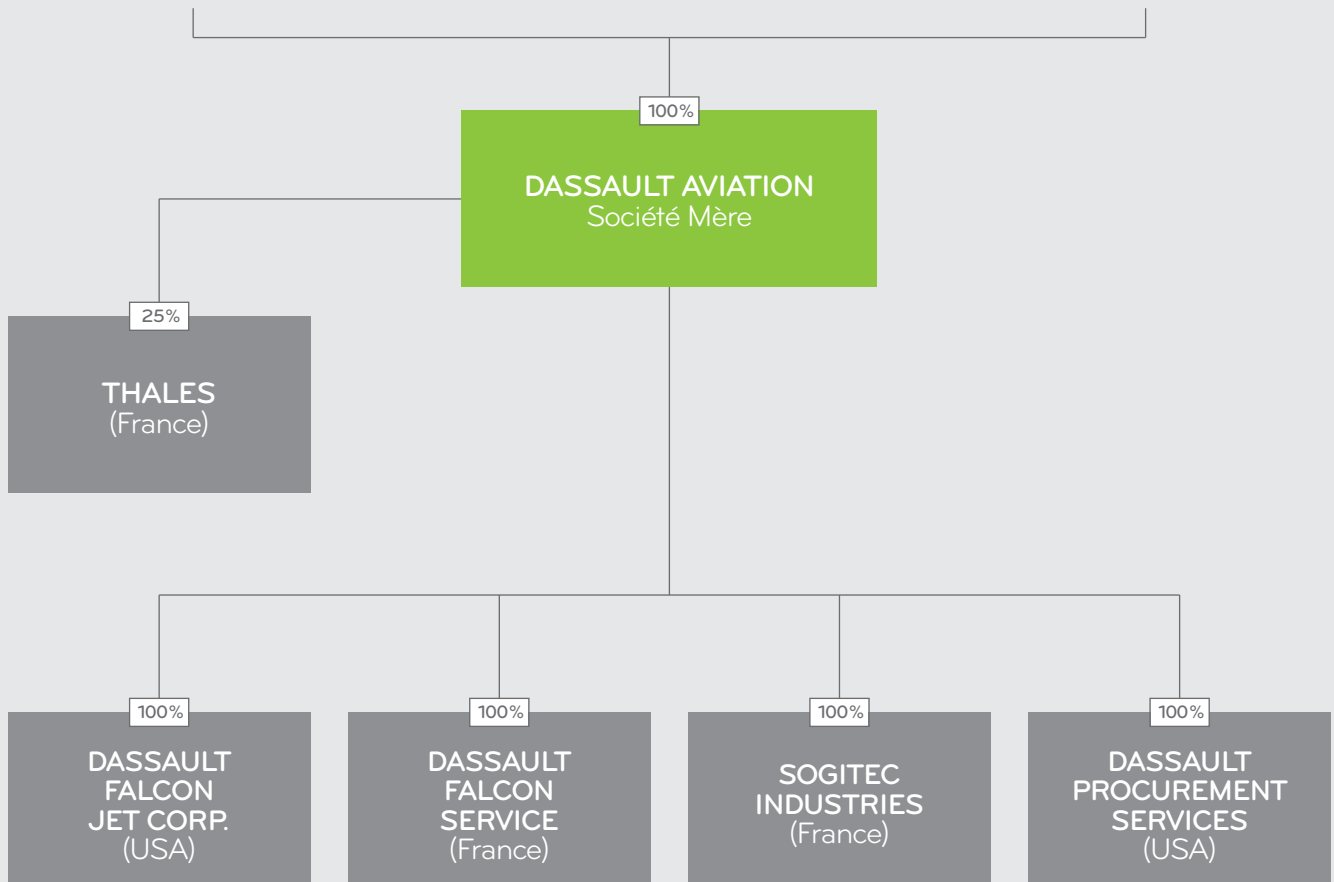 100%
DASSAULT AVIATION
Société Mère
25%
THALES
(France)
100%
DASSAULT
FALCON
JET CORP.
(USA)
100%
DASSAULT
FALCON
SERVICE
(France)
100%
SOGITEC
INDUSTRIES
(France)
100%
DASSAULT
PROCUREMENT
SERVICES
(USA)